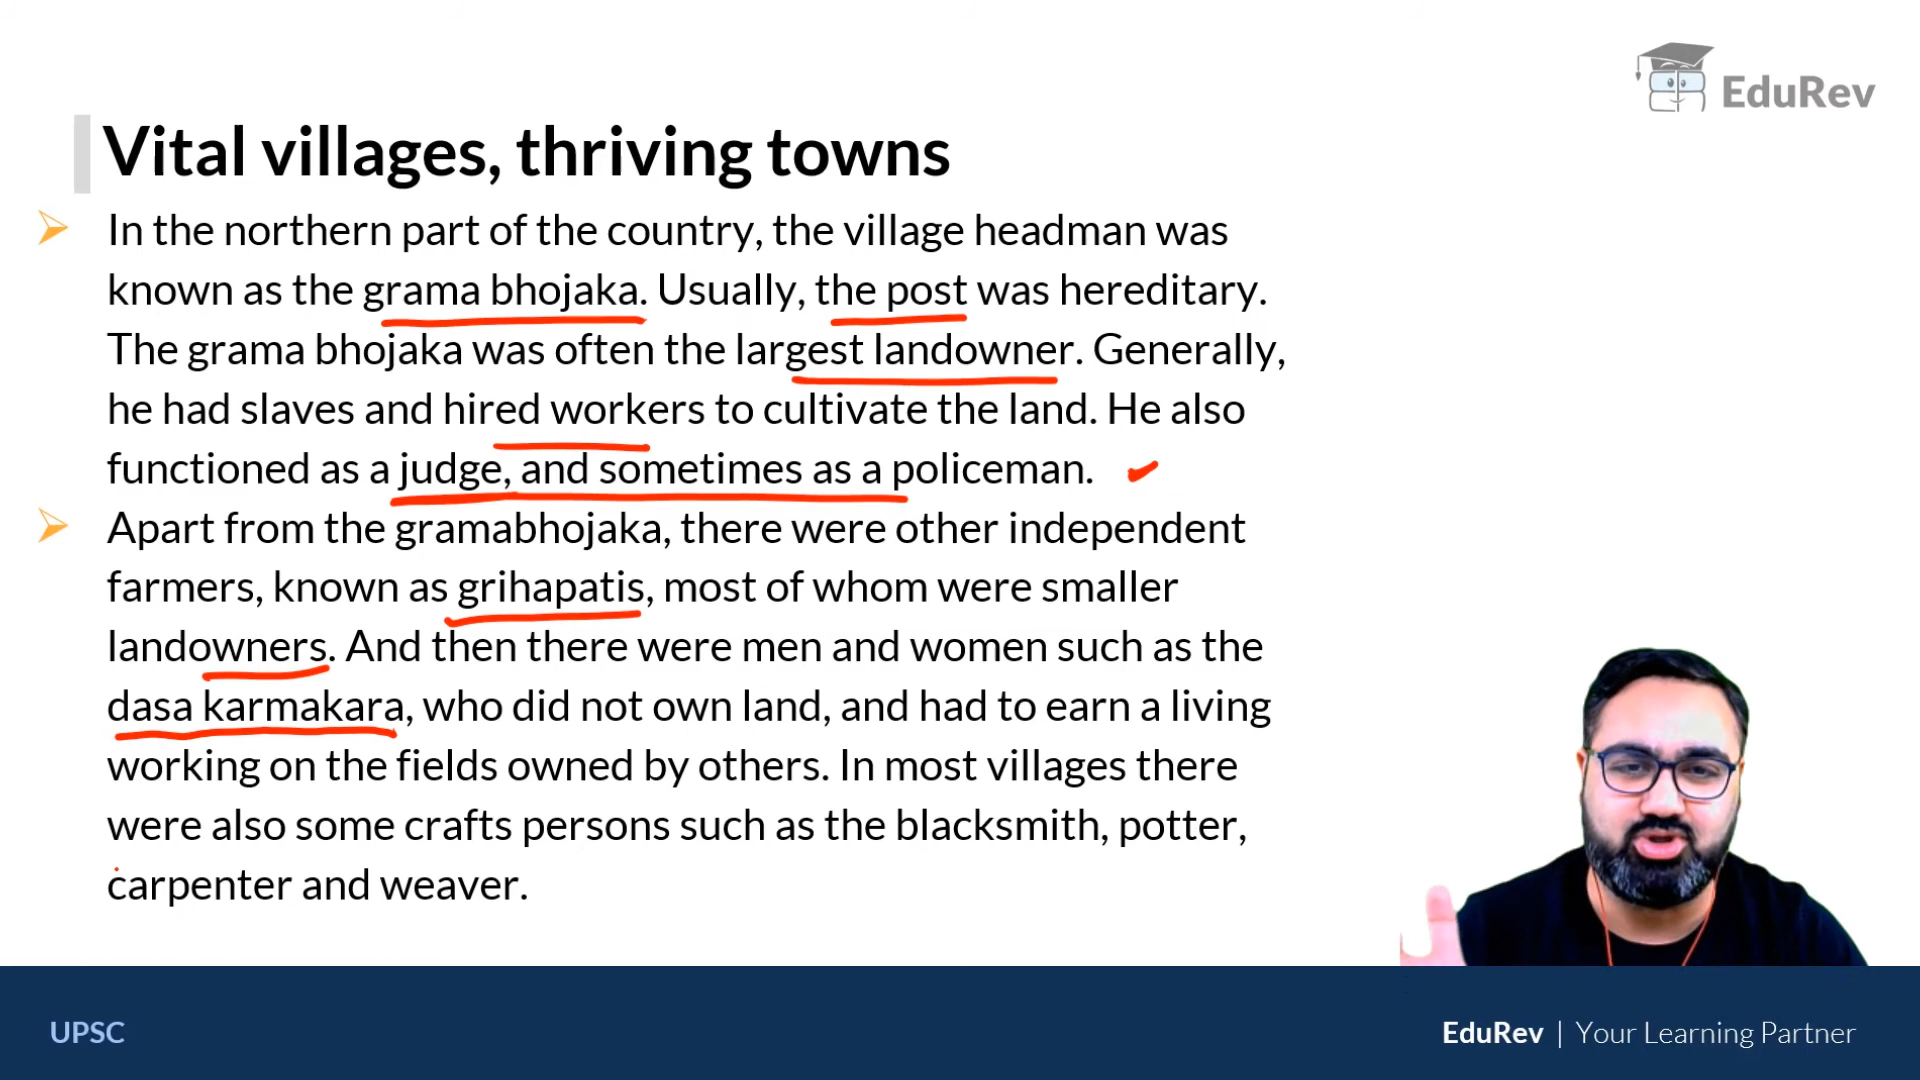 EduRev
Vital villages, thriving towns
In the northern part of the country, the village headman was
known as the grama bhojaka. Usually, the post was hereditary.
The grama bhojaka was often the largest landowner. Generally,
he had slaves and hired workers to cultivate the land. He also
functioned as a judge, and sometimes as a policeman.
Apart from the gramabhojaka, there were other independent
farmers, known as grihapatis, most of whom were smaller
landowners. And then there were men and women such as the
dasa karmakara, who did not own land, and had to earn a living
working on the fields owned by others. In most villages there
were also some crafts persons such as the blacksmith, potter,
carpenter and weaver.
UPSC
EduRev | Your Learning Partner